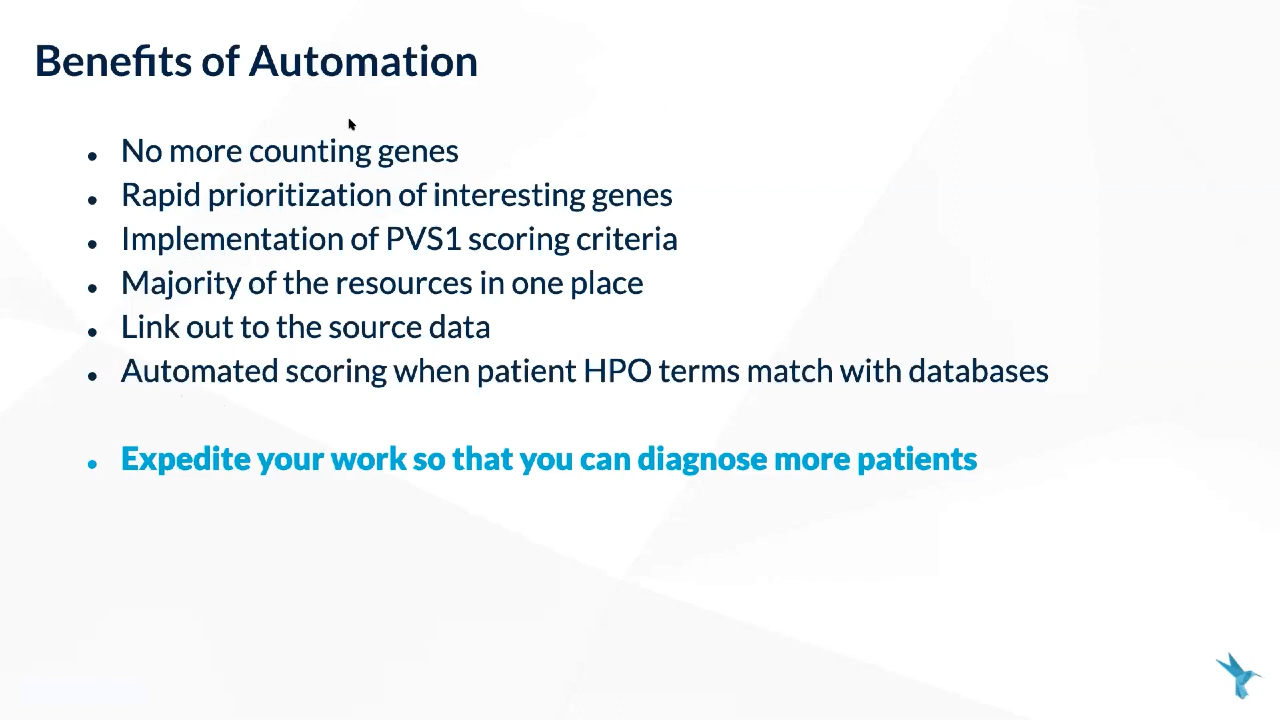 Benefits of Automation
• No more counting genes
• Rapid prioritization of interesting genes
• Implementation of PVS1 scoring criteria
• Majority of the resources in one place
• Link out to the source data
• Automated scoring when patient HPO terms match with databases
• Expedite your work so that you can diagnose more patients